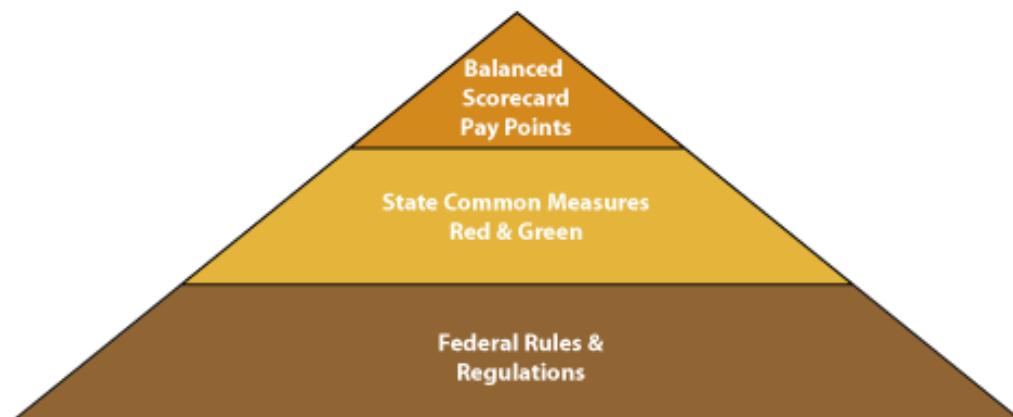 Balanced
Scorecard
Pay Points
State Common Measures
Red & Green
Federal Rules &
Regulations